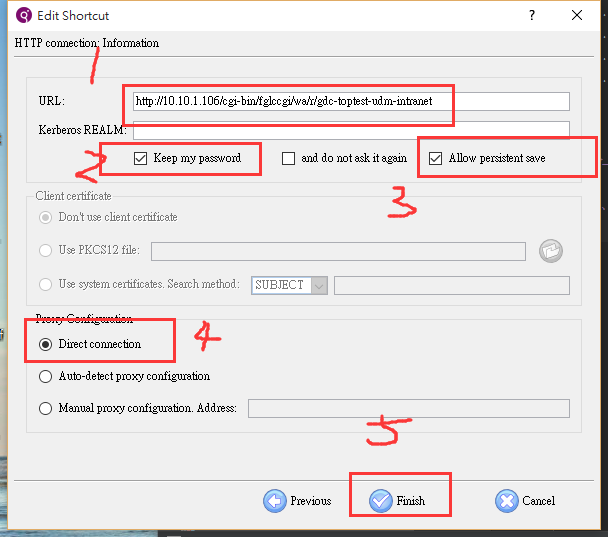 Edit Shortcut
HTTP connection: Information
1
URL: http://10.10.1.106/cgi-bin/fglccgi/wa/r/gdc-toptest-udm-intranet
Kerberos REALM:
2 Keep my password and do not ask it again Allow persistent save
3
Client certificate
Don't use client certificate
Use PKCS12 file:
Use system certificates. Search method: SUBJECT
Proxy Configuration
Direct connection 4
Auto-detect proxy configuration
Manual proxy configuration. Address:
5
Previous Finish Cancel